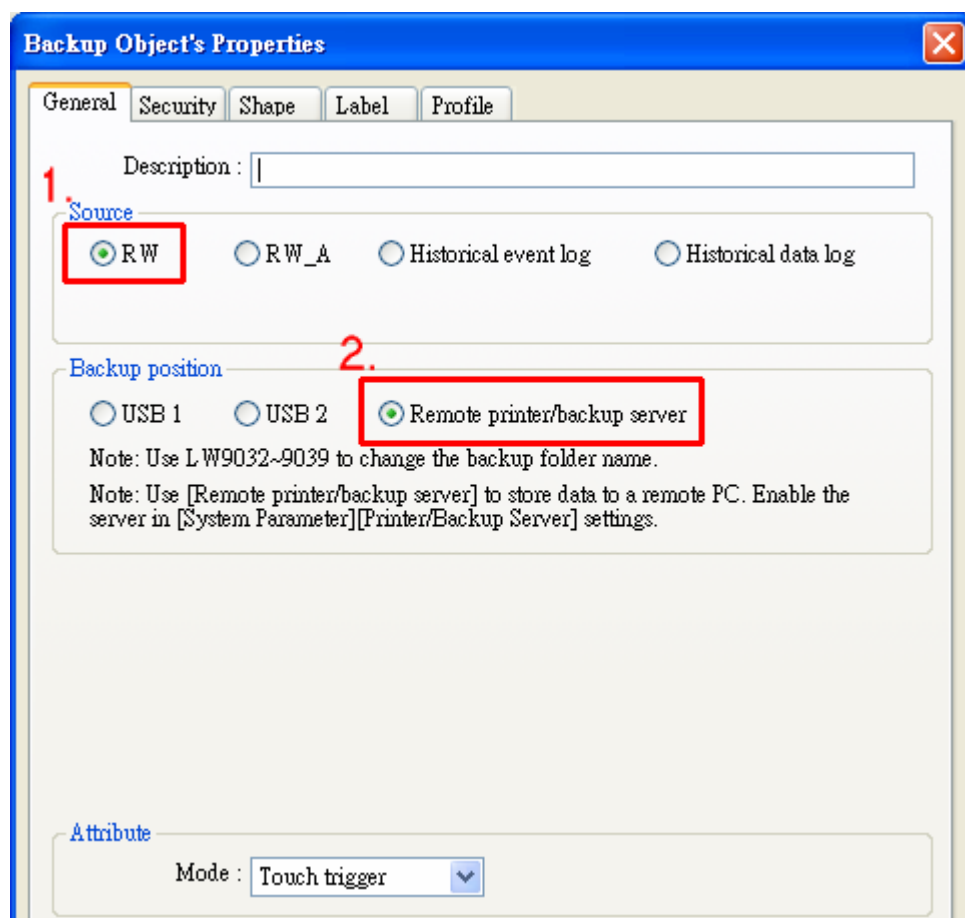 Backup Object's Properties
General Security Shape Label Profile
Description :
1.
Source
RW RW_A Historical event log Historical data log
2.
Backup position
USB 1 USB 2 Remote printer/backup server
Note: Use LW9032~9039 to change the backup folder name.
Note: Use [Remote printer/backup server] to store data to a remote PC. Enable the
server in [System Parameter][Printer/Backup Server] settings.
Attribute
Mode : Touch trigger